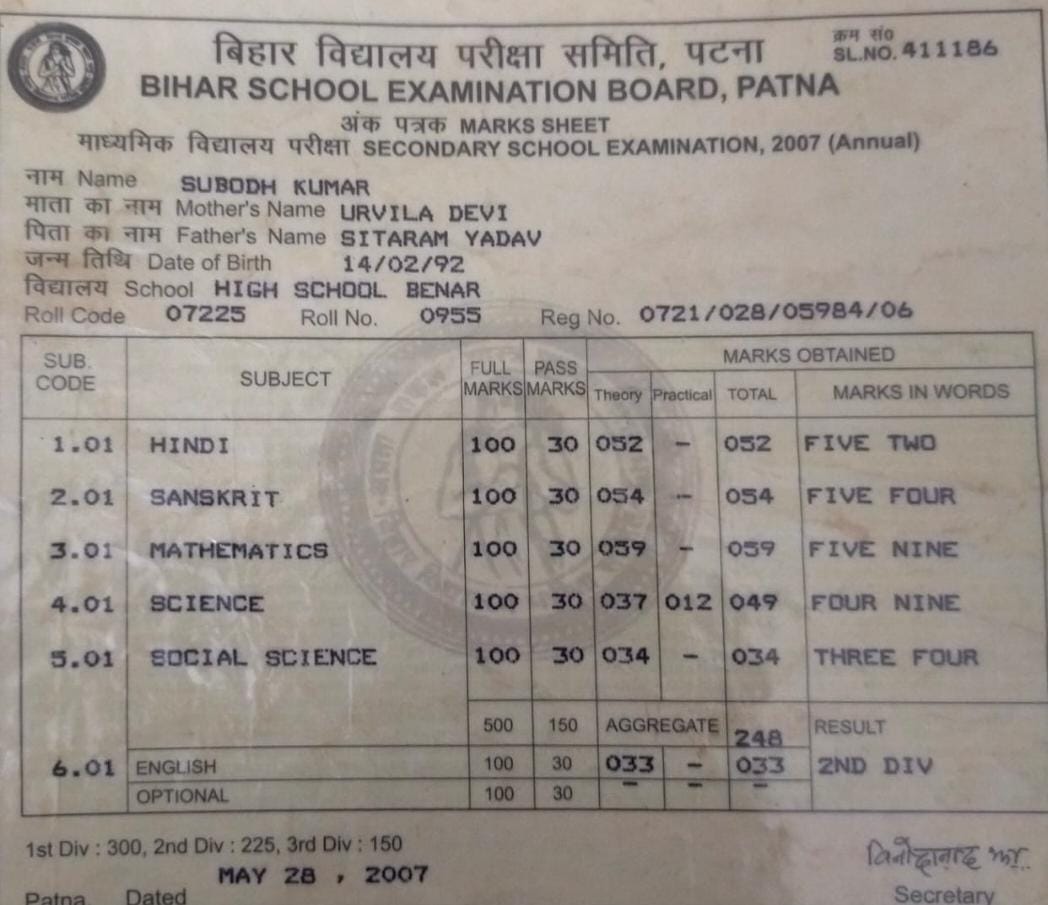 बिहार विद्यालय परीक्षा समिति, पटना
क्रम सं०
SL.NO. 411186
BIHAR SCHOOL EXAMINATION BOARD, PATNA
अंक पत्रक MARKS SHEET
माध्यमिक विद्यालय परीक्षा SECONDARY SCHOOL EXAMINATION, 2007 (Annual)
नाम Name SUBODH KUMAR
माता का नाम Mother's Name URVILA DEVI
पिता का नाम Father's Name SITARAM YADAV
जन्म तिथि Date of Birth 14/02/92
विद्यालय School HIGH SCHOOL BENAR
Roll Code 07225 Roll No. 0955 Reg No. 0721/028/05984/06
SUB. CODE SUBJECT FULL MARKS PASS MARKS MARKS OBTAINED
Theory Practical TOTAL MARKS IN WORDS
1.01 HINDI 100 30 052 - 052 FIVE TWO
2.01 SANSKRIT 100 30 054 - 054 FIVE FOUR
3.01 MATHEMATICS 100 30 059 - 059 FIVE NINE
4.01 SCIENCE 100 30 037 012 049 FOUR NINE
5.01 SOCIAL SCIENCE 100 30 034 - 034 THREE FOUR
500 150 AGGREGATE 248 RESULT
6.01 ENGLISH 100 30 033 - 033 2ND DIV
OPTIONAL 100 30 - - -
1st Div : 300, 2nd Div : 225, 3rd Div : 150
विनोदानन्द झा
MAY 28 , 2007
Patna Dated Secretary